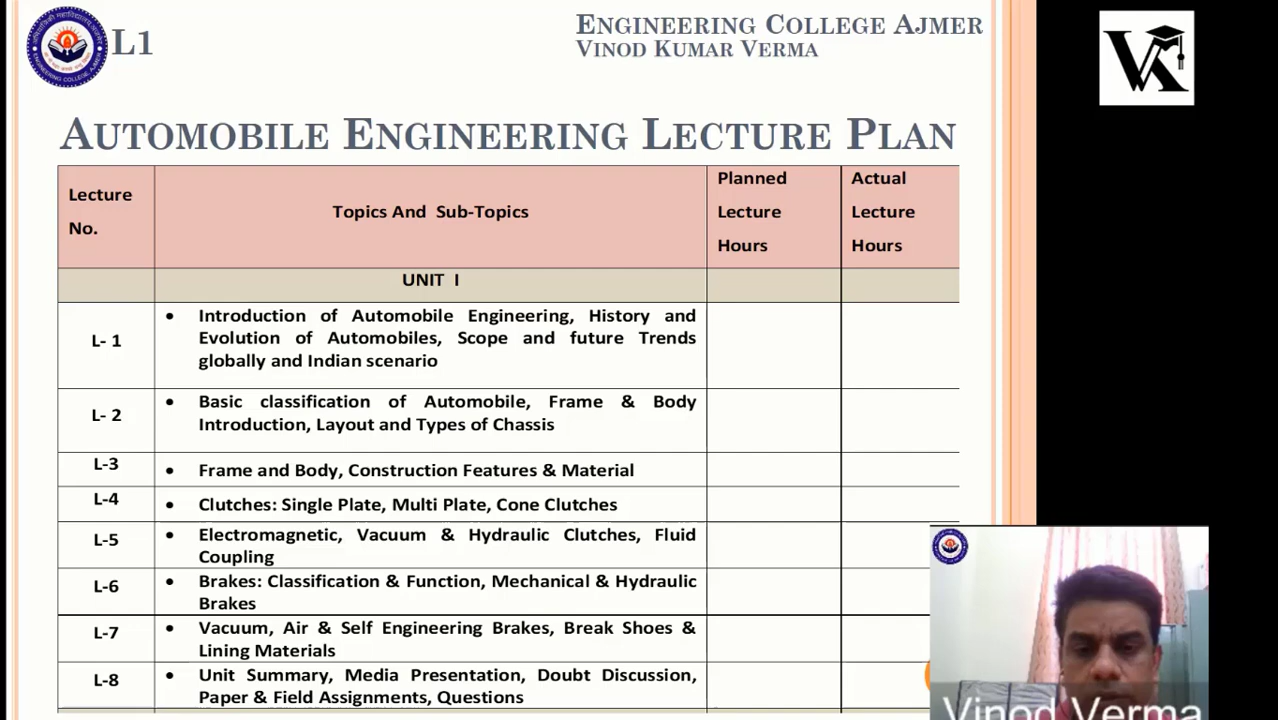 L1
ENGINEERING COLLEGE AJMER
VINOD KUMAR VERMA
AUTOMOBILE ENGINEERING LECTURE PLAN
Lecture No.
Topics And Sub-Topics
Planned Lecture Hours
Actual Lecture Hours
UNIT I
L- 1
• Introduction of Automobile Engineering, History and
Evolution of Automobiles, Scope and future Trends
globally and Indian scenario
L- 2
• Basic classification of Automobile, Frame & Body
Introduction, Layout and Types of Chassis
L-3
• Frame and Body, Construction Features & Material
L-4
• Clutches: Single Plate, Multi Plate, Cone Clutches
L-5
• Electromagnetic, Vacuum & Hydraulic Clutches, Fluid
Coupling
L-6
• Brakes: Classification & Function, Mechanical & Hydraulic
Brakes
L-7
• Vacuum, Air & Self Engineering Brakes, Break Shoes &
Lining Materials
L-8
• Unit Summary, Media Presentation, Doubt Discussion,
Paper & Field Assignments, Questions
Vinod Verma